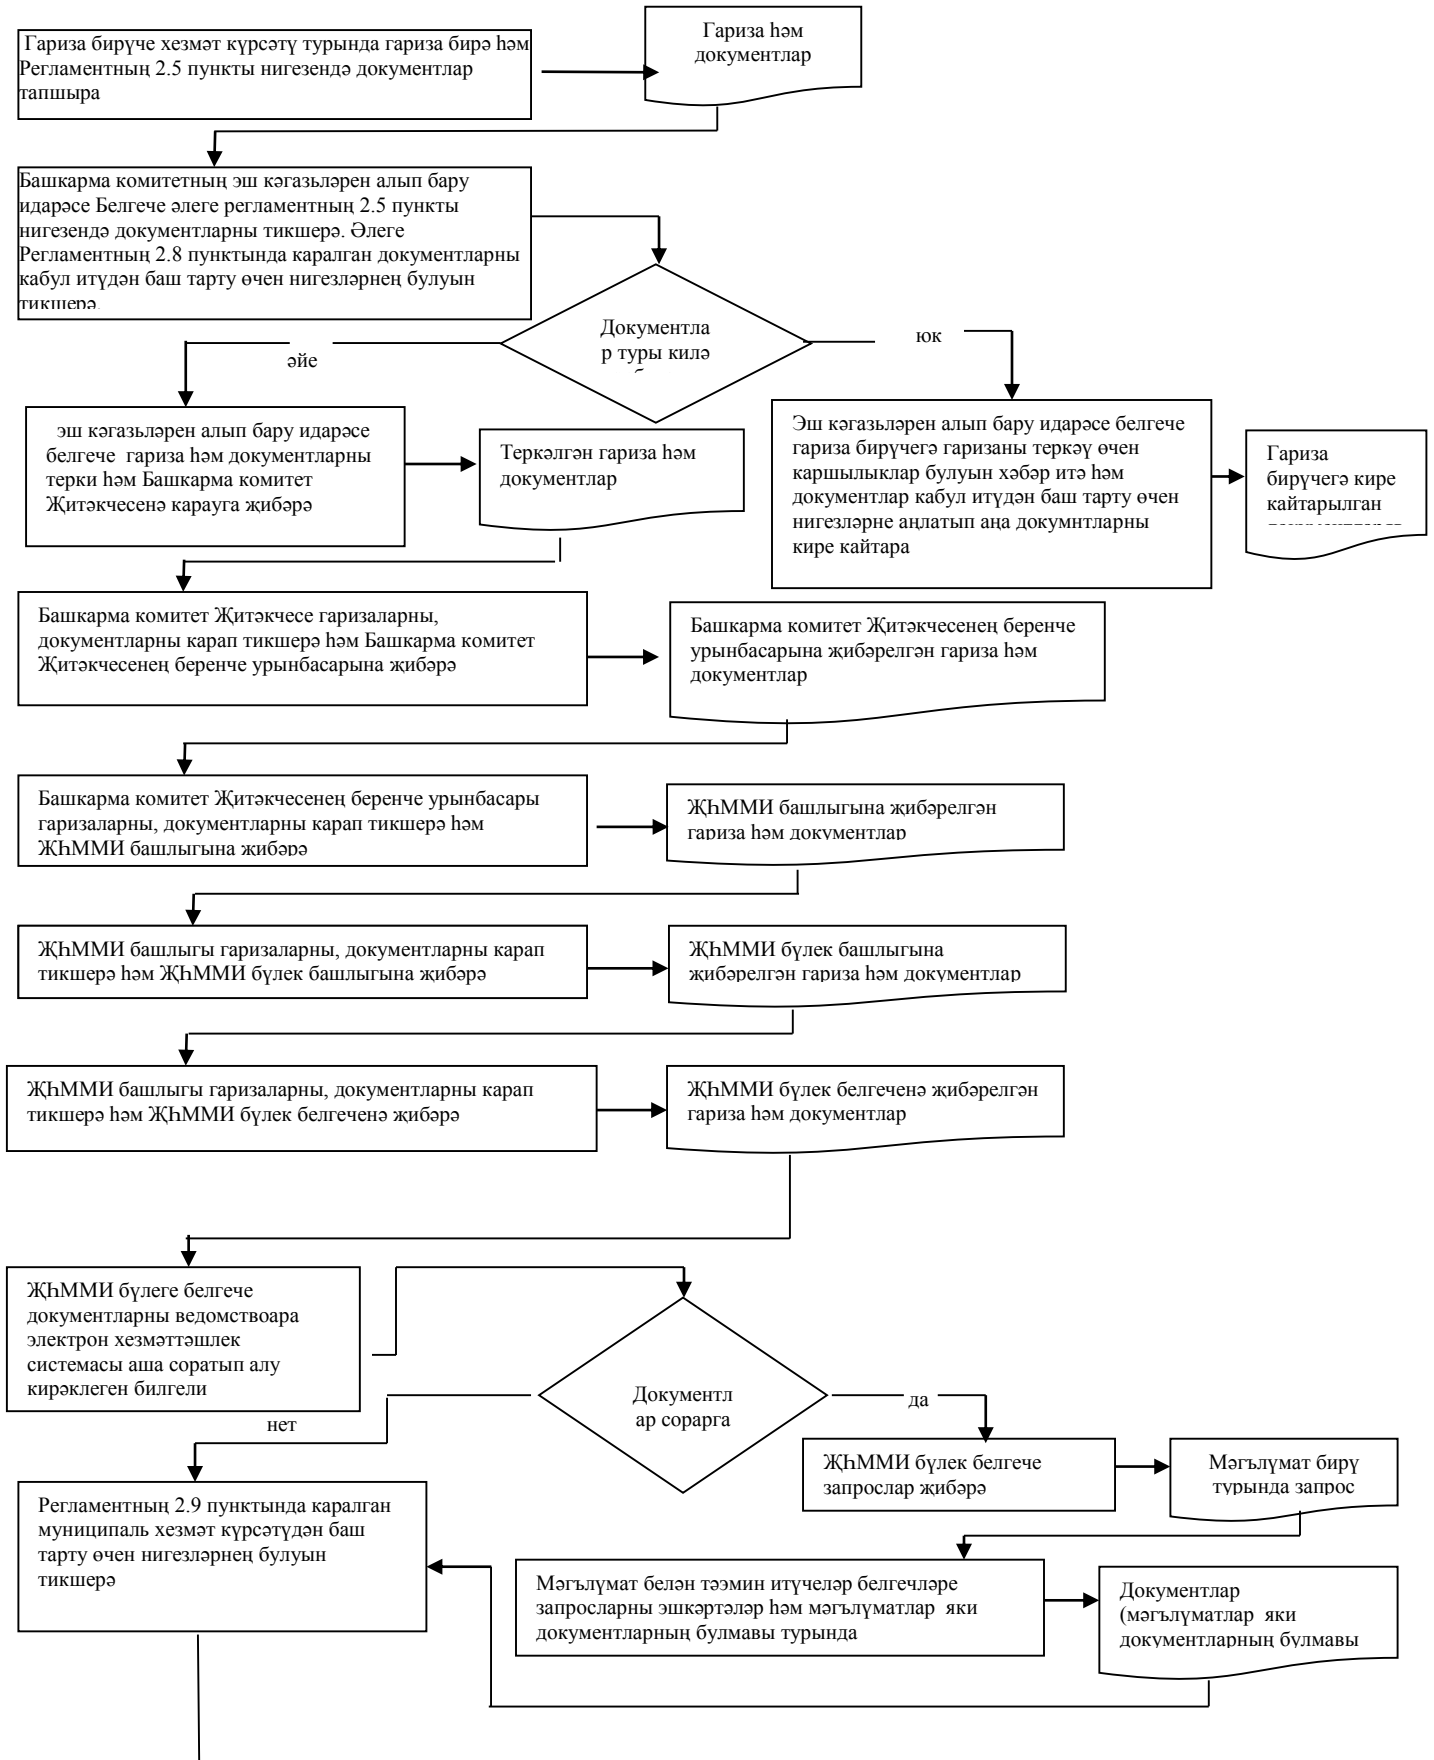 Гариза бирүче хезмәт күрсәтү турында гариза бирә һәм
Регламентның 2.5 пункты нигезендә документлар
тапшыра
Гариза һәм
документлар
Башкарма комитетның эш кәгазьләрен алып бару
идарәсе Белгече әлеге регламентның 2.5 пункты
нигезендә документларны тикшерә. Әлеге
Регламентның 2.8 пунктында каралган документларны
кабул итүдән баш тарту өчен нигезләрнең булуын
тикшерә.
Документла
р туры килә
әйе
юк
эш кәгазьләрен алып бару идарәсе
белгече гариза һәм документларны
терки һәм Башкарма комитет
Җитәкчесенә карауга җибәрә
Теркәлгән гариза һәм
документлар
Эш кәгазьләрен алып бару идарәсе белгече
гариза бирүчегә гаризаны теркәү өчен
каршылыклар булуын хәбәр итә һәм
документлар кабул итүдән баш тарту өчен
нигезләрне аңлатып аңа докумнтларны
кире кайтара
Гариза
бирүчегә кире
кайтарылган
Башкарма комитет Җитәкчесе гаризаларны,
документларны карап тикшерә һәм Башкарма комитет
Җитәкчесенең беренче урынбасарына җибәрә
Башкарма комитет Җитәкчесенең беренче
урынбасарына җибәрелгән гариза һәм
документлар
Башкарма комитет Җитәкчесенең беренче урынбасары
гаризаларны, документларны карап тикшерә һәм
ҖҺММИ башлыгына җибәрә
ҖҺММИ башлыгына җибәрелгән
гариза һәм документлар
ҖҺММИ башлыгы гаризаларны, документларны карап
тикшерә һәм ҖҺММИ бүлек башлыгына җибәрә
ҖҺММИ бүлек башлыгына
җибәрелгән гариза һәм документлар
ҖҺММИ башлыгы гаризаларны, документларны карап
тикшерә һәм ҖҺММИ бүлек белгеченә җибәрә
ҖҺММИ бүлек белгеченә җибәрелгән
гариза һәм документлар
ҖҺММИ бүлеге белгече
документларны ведомствоара
электрон хезмәттәшлек
системасы аша соратып алу
кирәклеген билгели
Документл
ар сорарга
нет
да
ҖҺММИ бүлек белгече
запрослар җибәрә
Мәгълүмат бирү
турында запрос
Регламентның 2.9 пунктында каралган
муниципаль хезмәт күрсәтүдән баш
тарту өчен нигезләрнең булуын
тикшерә
Мәгълүмат белән тәэмин итүчеләр белгечләре
запросларны эшкәртәләр һәм мәгълүматлар яки
документларның булмавы турында
Документлар
(мәгълүматлар яки
документларның булмавы